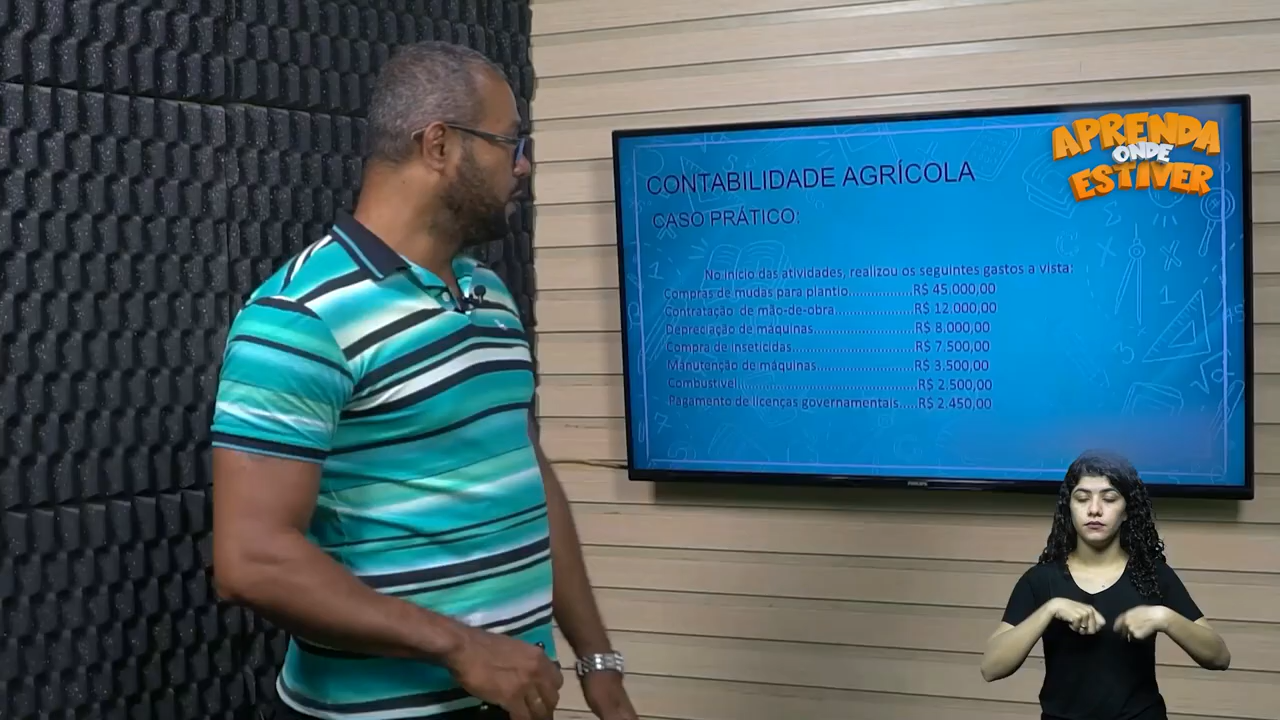 APRENDA
ONDE
ESTIVER
CONTABILIDADE AGRÍCOLA
CASO PRÁTICO:
No início das atividades, realizou os seguintes gastos a vista:
Compras de mudas para plantio................R$ 45.000,00
Contratação de mão-de-obra....................R$ 12.000,00
Depreciação de máquinas.........................R$ 8.000,00
Compra de inseticidas..............................R$ 7.500,00
Manutenção de máquinas........................R$ 3.500,00
Combustível............................................R$ 2.500,00
Pagamento de licenças governamentais.....R$ 2.450,00
PHILIPS